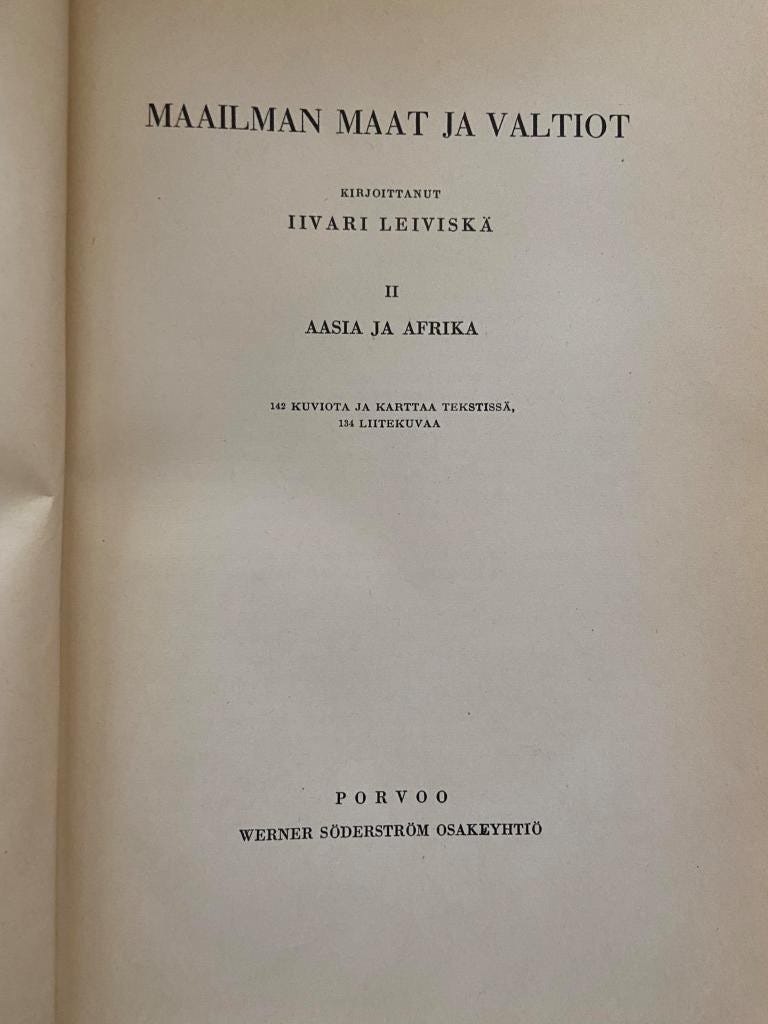 MAAILMAN MAAT JA VALTIOT
KIRJOITTANUT
IIVARI LEIVISKÄ
II
AASIA JA AFRIKA
142 KUVIOTA JA KARTTAA TEKSTISSÄ,
134 LIITEKUVAA
PORVOO
WERNER SÖDERSTRÖM OSAKEYHTIÖ